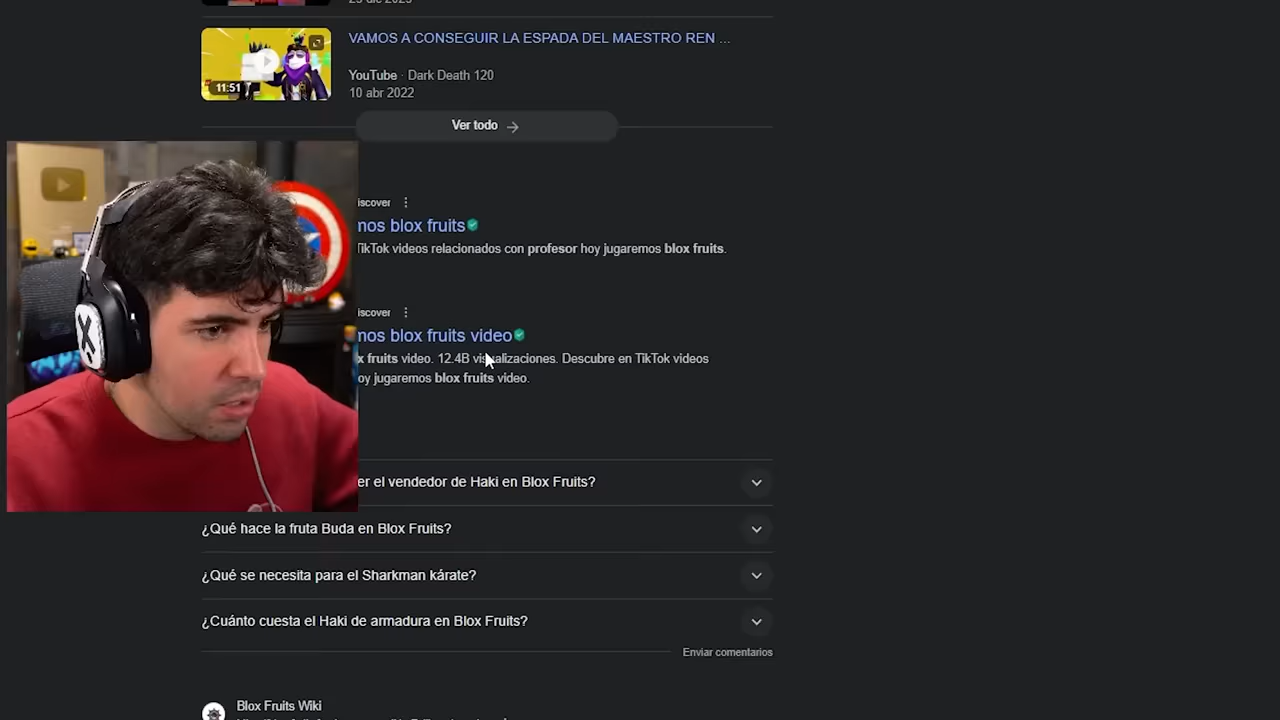 VAMOS A CONSEGUIR LA ESPADA DEL MAESTRO REN ...
11:51
YouTube · Dark Death 120
10 abr 2022
Ver todo
iscover
mos blox fruits
TikTok videos relacionados con profesor hoy jugaremos blox fruits.
iscover
mos blox fruits video
x fruits video. 12.4B visualizaciones. Descubre en TikTok videos
oy jugaremos blox fruits video.
er el vendedor de Haki en Blox Fruits?
¿Qué hace la fruta Buda en Blox Fruits?
¿Qué se necesita para el Sharkman kárate?
¿Cuánto cuesta el Haki de armadura en Blox Fruits?
Enviar comentarios
Blox Fruits Wiki